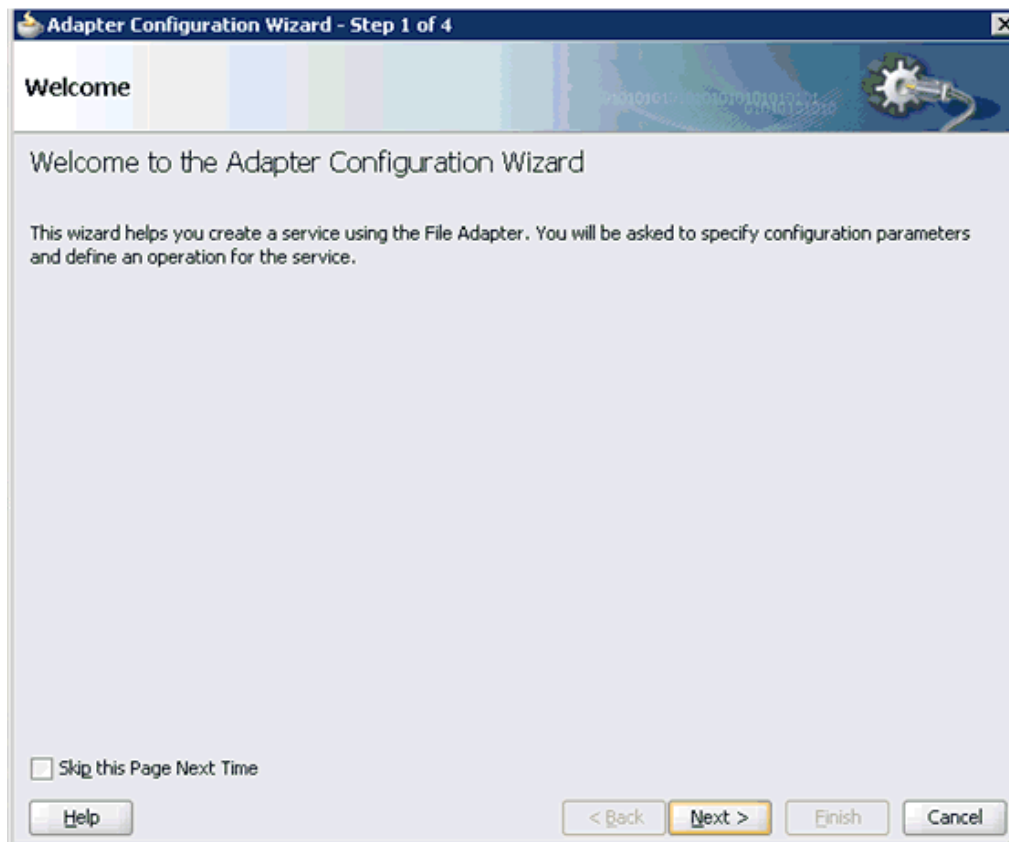 Adapter Configuration Wizard - Step 1 of 4
Welcome
Welcome to the Adapter Configuration Wizard
This wizard helps you create a service using the File Adapter. You will be asked to specify configuration parameters
and define an operation for the service.
Skip this Page Next Time
Help
< Back
Next >
Finish
Cancel